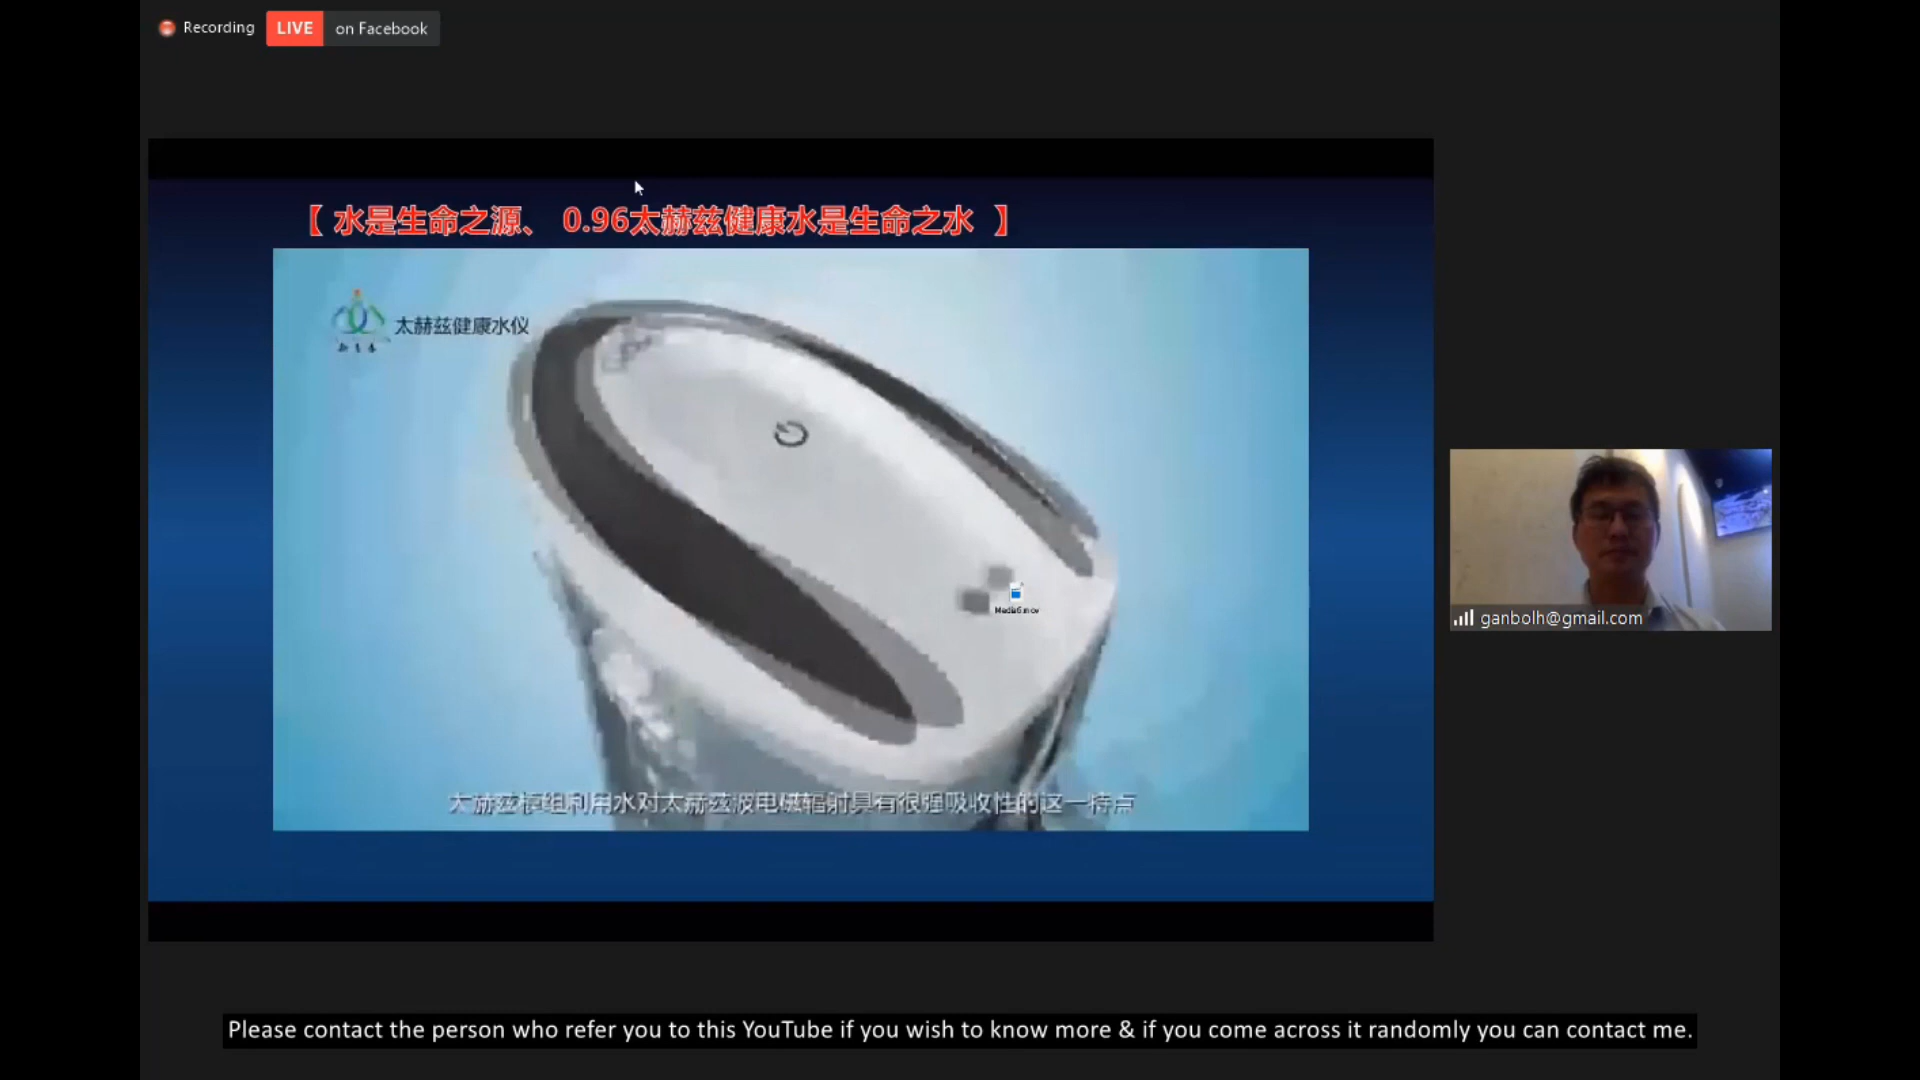 Recording LIVE on Facebook
【 水是生命之源、 0.96太赫兹健康水是生命之水 】
太赫兹健康水仪
Media6.mov
ganbolh@gmail.com
太赫兹模组利用水对太赫兹波电磁辐射具有很强吸收性的这一特点
Please contact the person who refer you to this YouTube if you wish to know more & if you come across it randomly you can contact me.